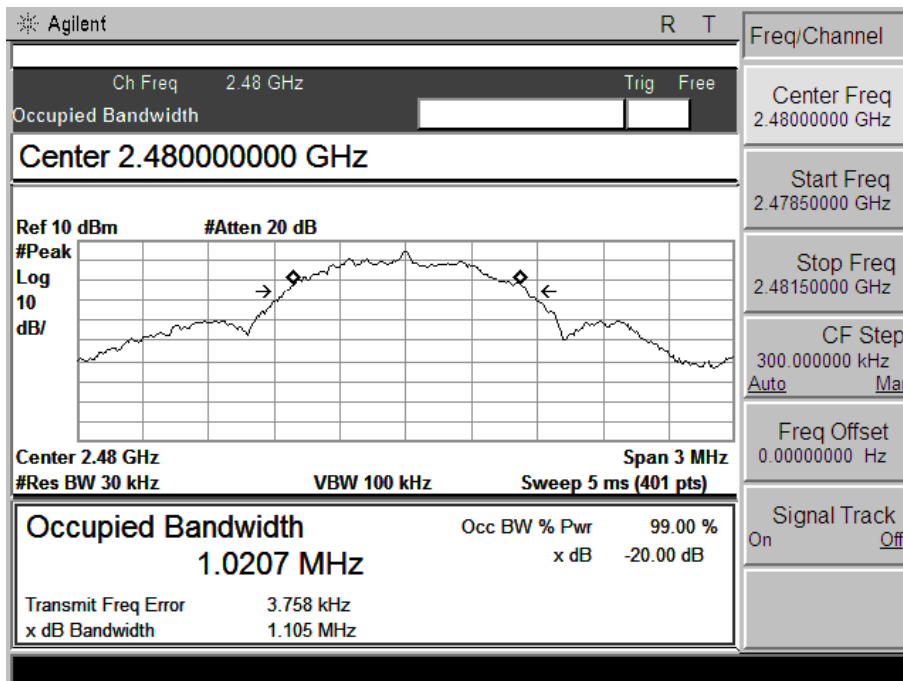 Agilent R T
Freq/Channel
Ch Freq 2.48 GHz Trig Free
Occupied Bandwidth
Center 2.480000000 GHz
Ref 10 dBm #Atten 20 dB
#Peak
Log
10
dB/
Center 2.48 GHz Span 3 MHz
#Res BW 30 kHz VBW 100 kHz Sweep 5 ms (401 pts)
Occupied Bandwidth
1.0207 MHz
Occ BW % Pwr 99.00 %
x dB -20.00 dB
Transmit Freq Error 3.758 kHz
x dB Bandwidth 1.105 MHz
Center Freq
2.48000000 GHz
Start Freq
2.47850000 GHz
Stop Freq
2.48150000 GHz
CF Step
300.000000 kHz
Auto Ma
Freq Offset
0.00000000 Hz
Signal Track
On Off